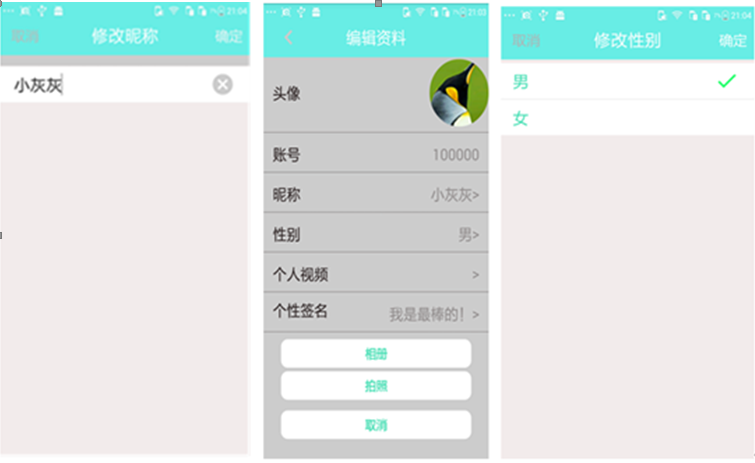 21:04
取消 修改昵称 确定
小灰灰
21:03
编辑资料
头像
账号 100000
昵称 小灰灰>
性别 男>
个人视频 >
个性签名 我是最棒的！>
相册
拍照
取消
21:04
取消 修改性别 确定
男
女